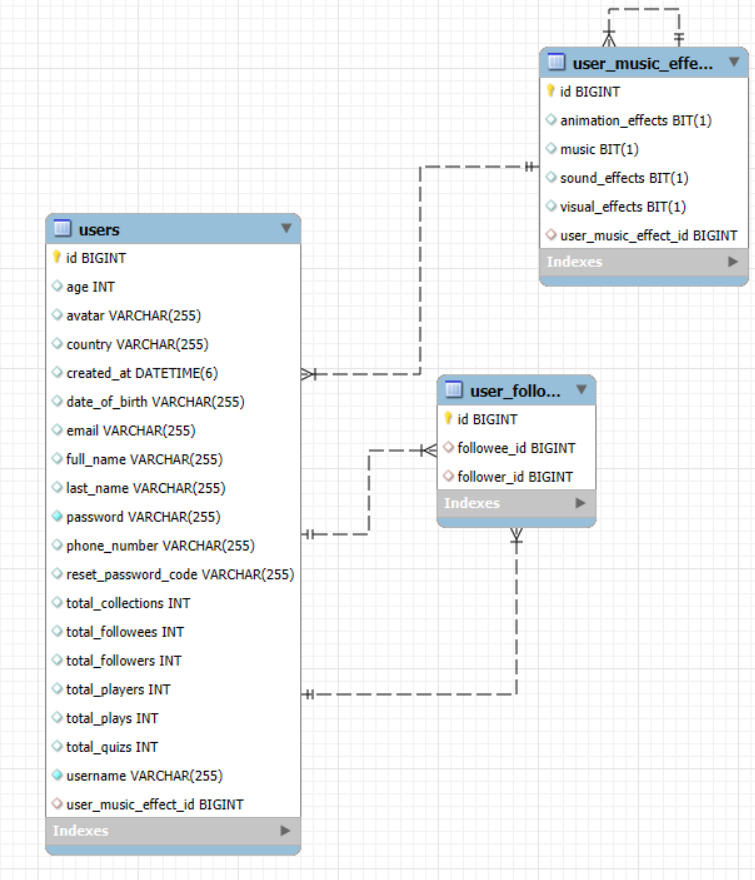 user_music_effe...
id BIGINT
animation_effects BIT(1)
music BIT(1)
sound_effects BIT(1)
visual_effects BIT(1)
user_music_effect_id BIGINT
Indexes
users
id BIGINT
age INT
avatar VARCHAR(255)
country VARCHAR(255)
created_at DATETIME(6)
date_of_birth VARCHAR(255)
email VARCHAR(255)
full_name VARCHAR(255)
last_name VARCHAR(255)
password VARCHAR(255)
phone_number VARCHAR(255)
reset_password_code VARCHAR(255)
total_collections INT
total_followees INT
total_followers INT
total_players INT
total_plays INT
total_quizs INT
username VARCHAR(255)
user_music_effect_id BIGINT
Indexes
user_follo...
id BIGINT
followee_id BIGINT
follower_id BIGINT
Indexes